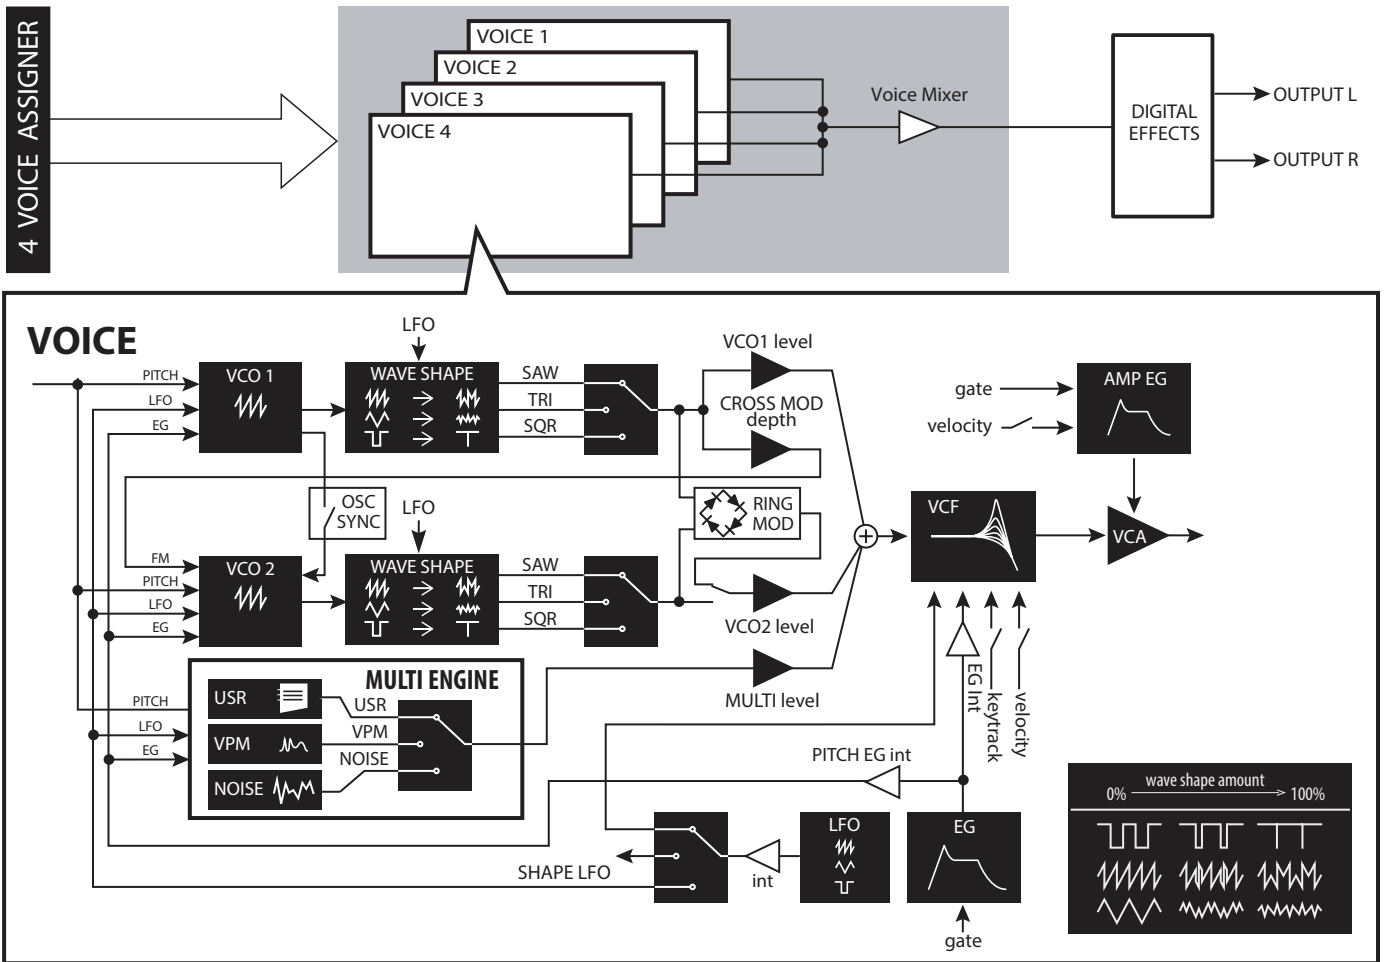 4 VOICE ASSIGNER
VOICE 1
VOICE 2
VOICE 3
VOICE 4
Voice Mixer
DIGITAL
EFFECTS
OUTPUT L
OUTPUT R
VOICE
PITCH
LFO
EG
VCO 1
LFO
WAVE SHAPE
SAW
TRI
SQR
VCO1 level
CROSS MOD
depth
OSC
SYNC
RING
MOD
FM
PITCH
LFO
EG
VCO 2
LFO
WAVE SHAPE
SAW
TRI
SQR
VCO2 level
MULTI level
PITCH
LFO
EG
MULTI ENGINE
USR
VPM
NOISE
USR
VPM
NOISE
gate
velocity
AMP EG
VCF
VCA
EG Int
keytrack
velocity
PITCH EG int
SHAPE LFO
int
LFO
EG
gate
wave shape amount
0%
100%